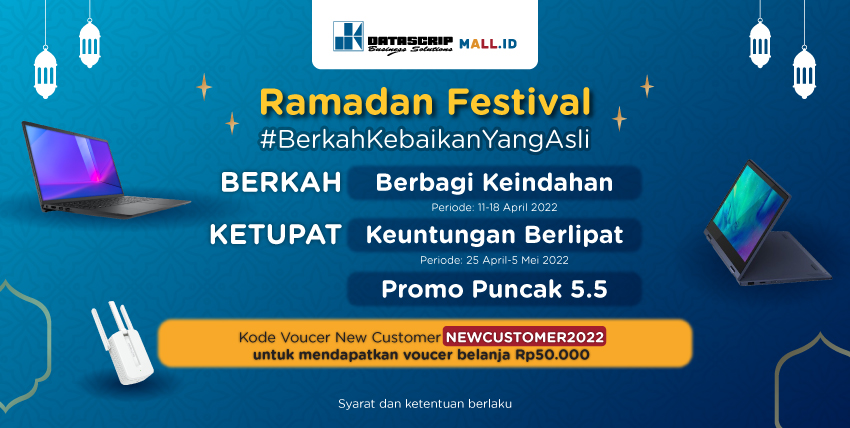 DATASCRIP MALL.ID
Business Solutions
Ramadan Festival
#BerkahKebaikanYangAsli
BERKAH Berbagi Keindahan
Periode: 11-18 April 2022
KETUPAT Keuntungan Berlipat
Periode: 25 April-5 Mei 2022
Promo Puncak 5.5
Kode Voucer New Customer NEWCUSTOMER2022
untuk mendapatkan voucer belanja Rp50.000
Syarat dan ketentuan berlaku